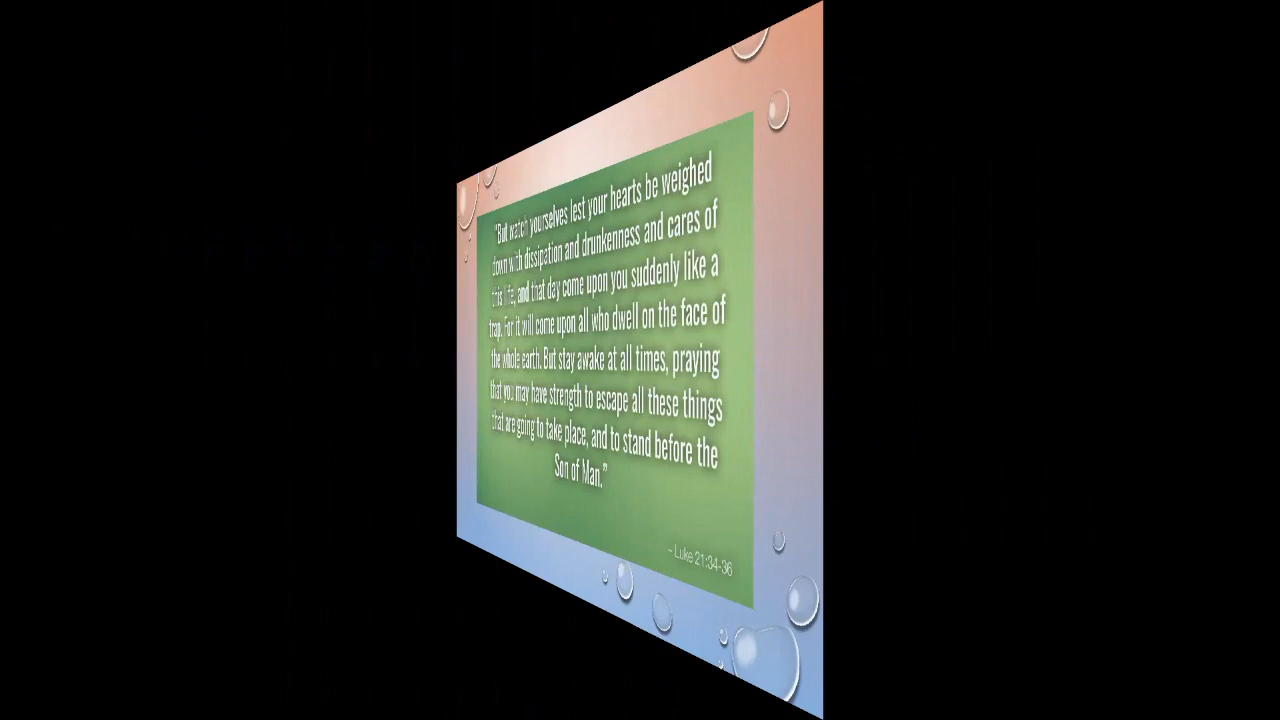 "But watch yourselves lest your hearts be weighed
down with dissipation and drunkenness and cares of
this life, and that day come upon you suddenly like a
trap. For it will come upon all who dwell on the face of
the whole earth. But stay awake at all times, praying
that you may have strength to escape all these things
that are going to take place, and to stand before the
Son of Man.”
– Luke 21:34-36